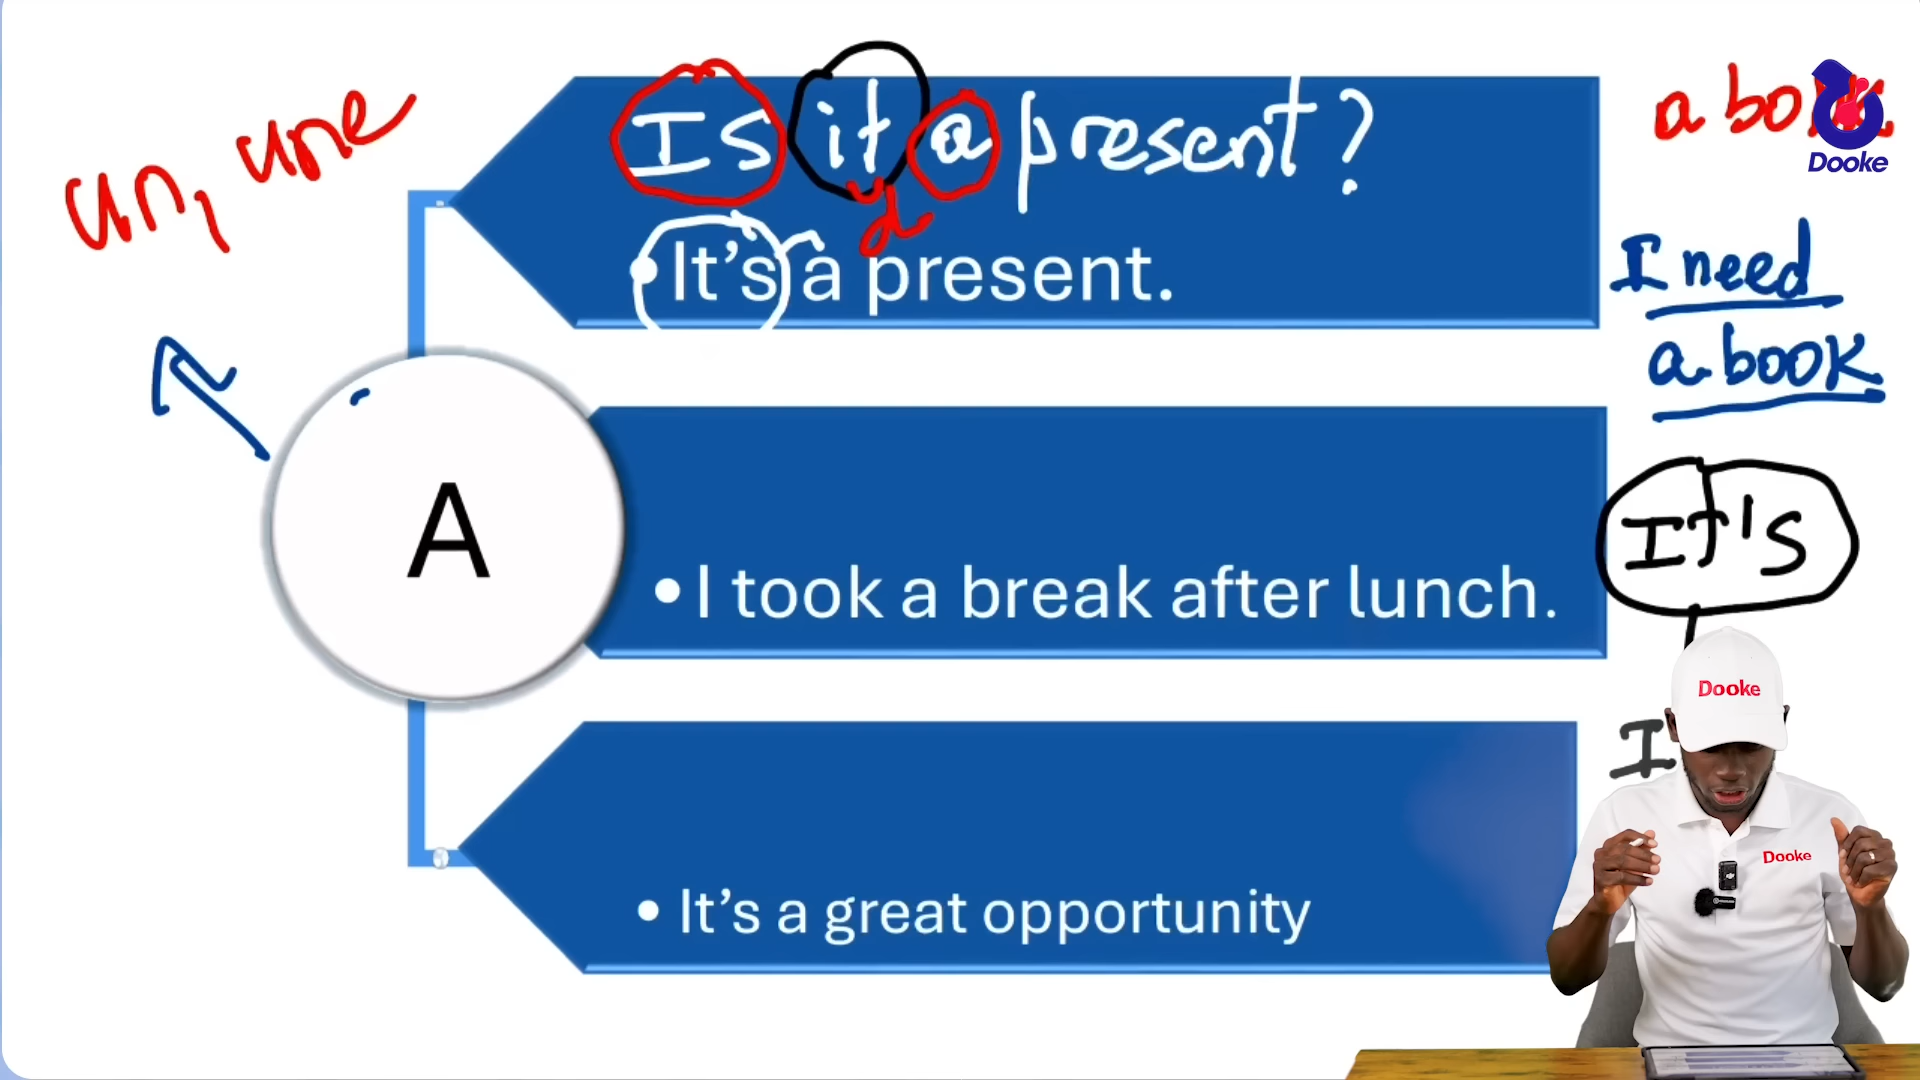 un, une
Is it a present?
d
• It's a present.
a book
Dooke
I need
a book
A
• I took a break after lunch.
It's
I
Dooke
Dooke
• It's a great opportunity